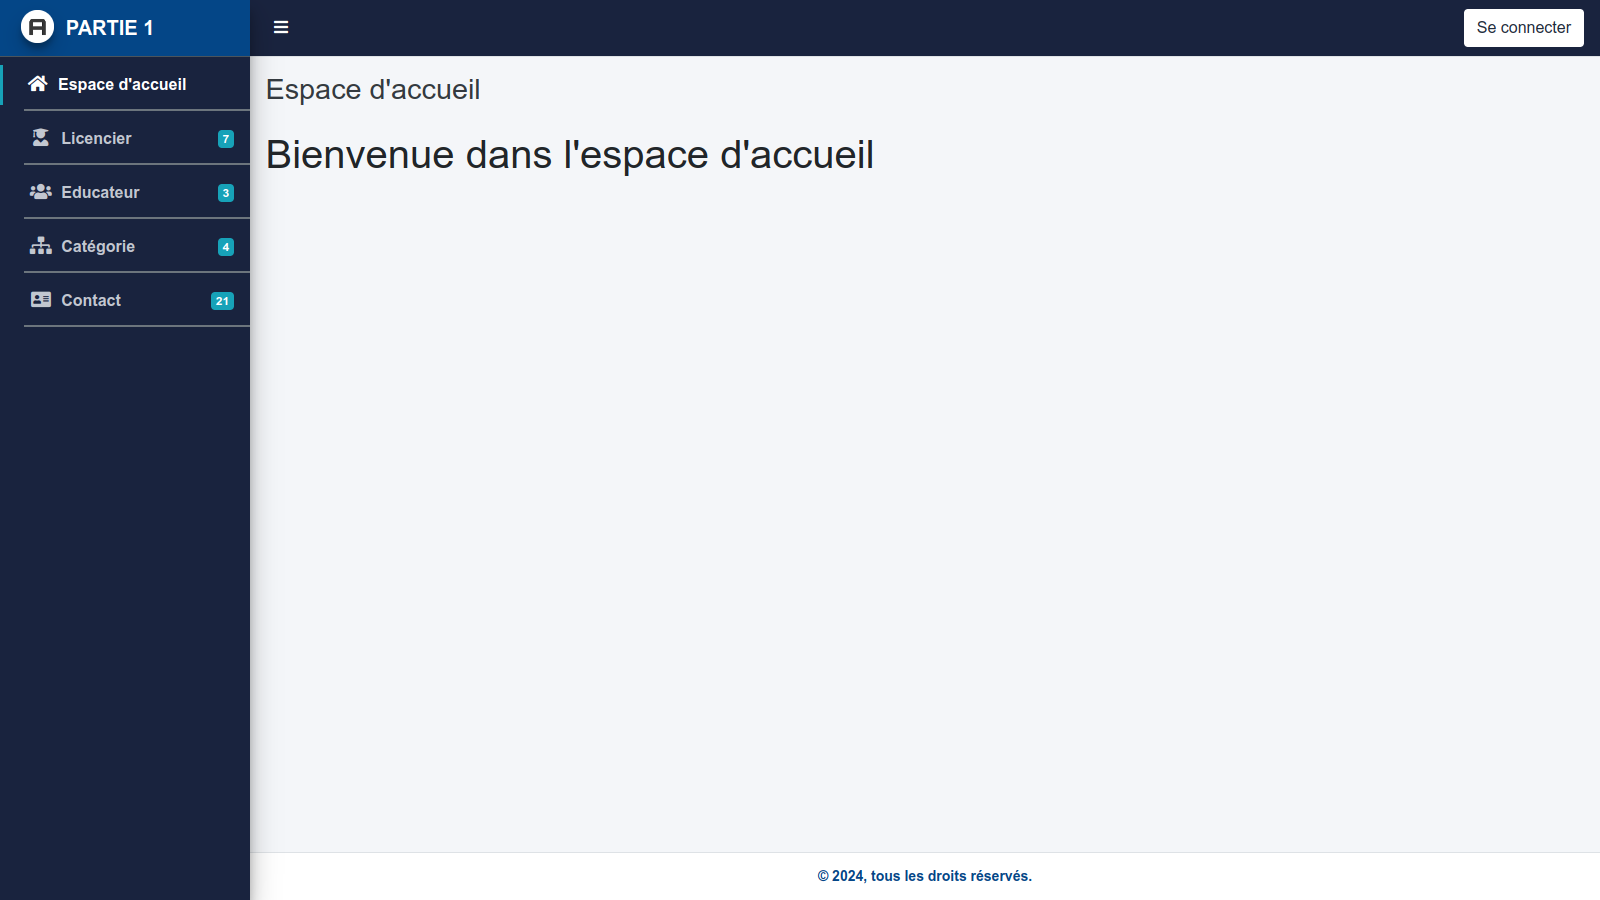 PARTIE 1
Se connecter
Espace d'accueil
Licencier 7
Educateur 3
Catégorie 4
Contact 21
Espace d'accueil
Bienvenue dans l'espace d'accueil
© 2024, tous les droits réservés.